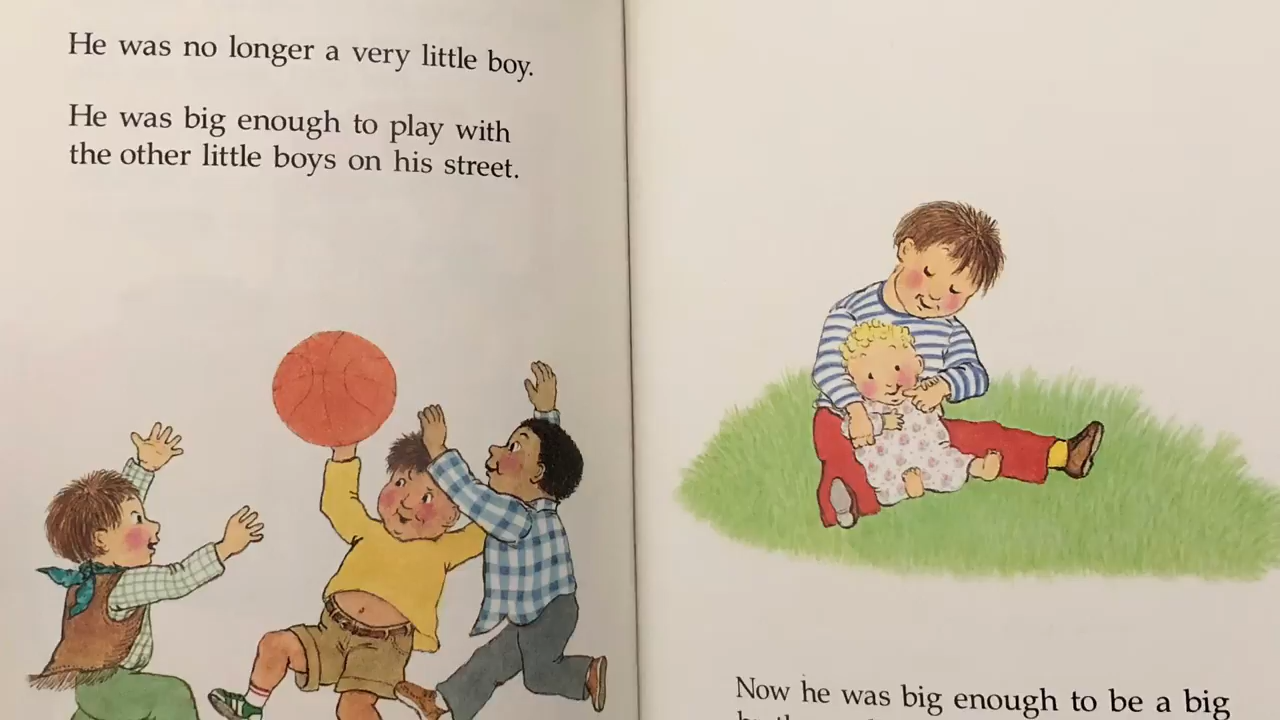 He was no longer a very little boy.
He was big enough to play with
the other little boys on his street.
Now he was big enough to be a big